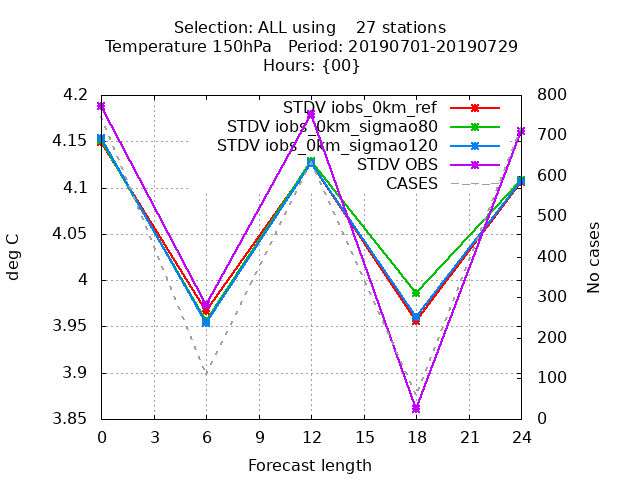 Selection: ALL using 27 stations
Temperature 150hPa Period: 20190701-20190729
Hours: {00}
4.2
4.15
4.1
4.05
4
3.95
3.9
3.85
800
700
600
500
400
300
200
100
0
STDV iobs_0km_ref
STDV iobs_0km_sigmao80
STDV iobs_0km_sigmao120
STDV OBS
CASES
deg C
No cases
0 3 6 9 12 15 18 21 24
Forecast length